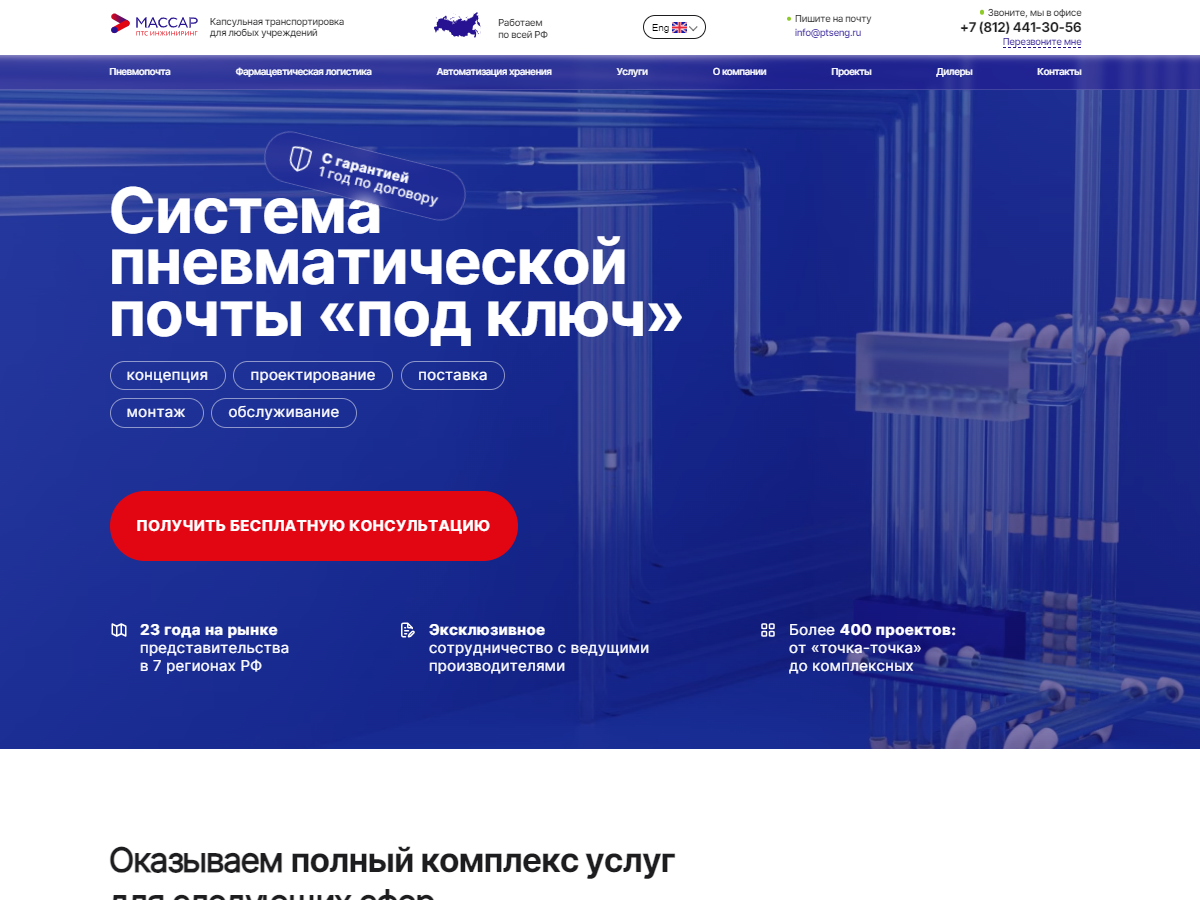 МАССАР
ПТС ИНЖИНИРИНГ
Капсульная транспортировка
для любых учреждений
Работаем
по всей РФ
Eng
Пишите на почту
info@ptseng.ru
Звоните, мы в офисе
+7 (812) 441-30-56
Перезвоните мне
Пневмопочта
Фармацевтическая логистика
Автоматизация хранения
Услуги
О компании
Проекты
Дилеры
Контакты
С гарантией
1 год по договору
Система
пневматической
почты «под ключ»
концепция
проектирование
поставка
монтаж
обслуживание
ПОЛУЧИТЬ БЕСПЛАТНУЮ КОНСУЛЬТАЦИЮ
23 года на рынке
представительства
в 7 регионах РФ
Эксклюзивное
сотрудничество с ведущими
производителями
Более 400 проектов:
от «точка-точка»
до комплексных
Оказываем полный комплекс услуг
для следующих сфер